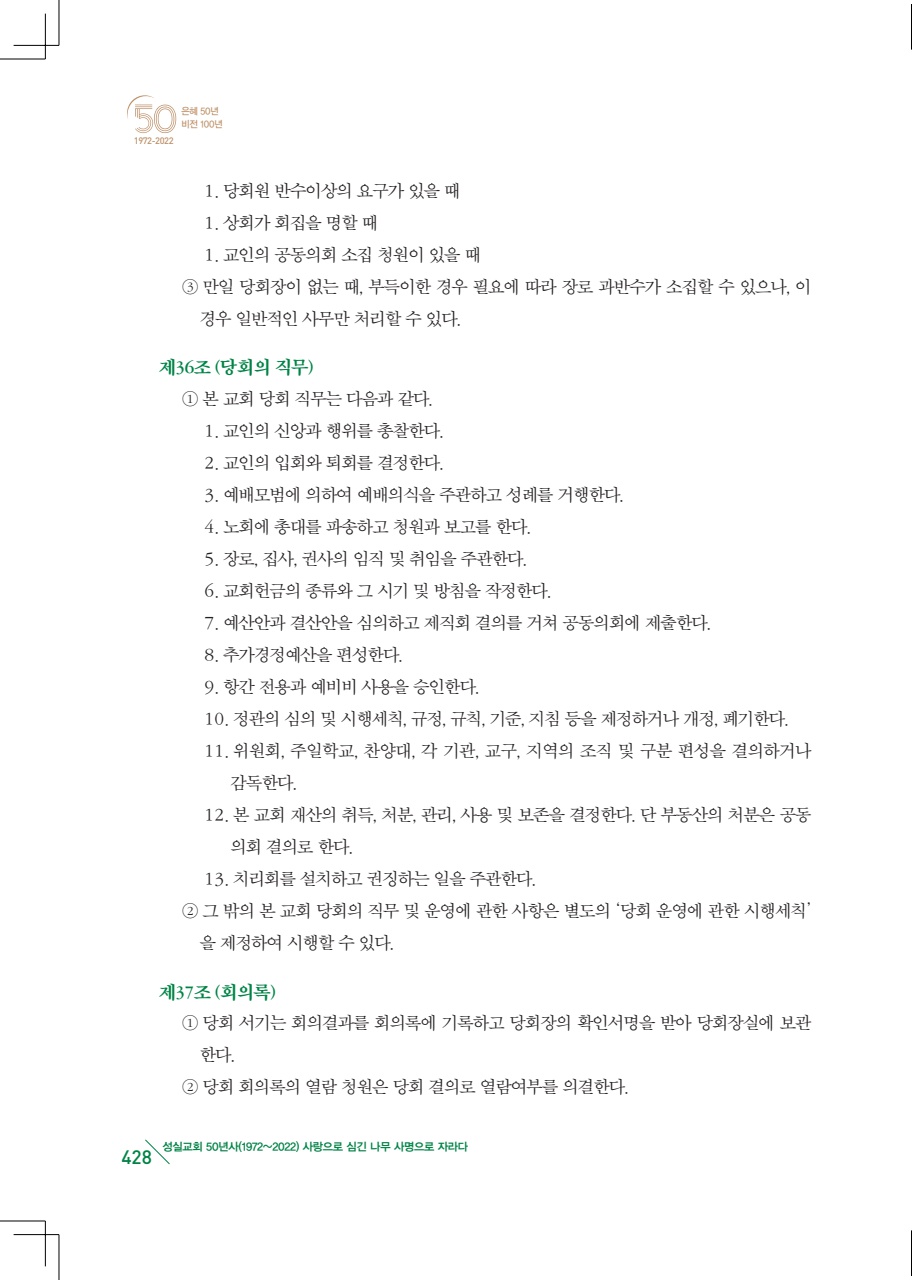 50
은혜 50년
비전 100년
1972-2022
1. 당회원 반수이상의 요구가 있을 때
1. 상회가 회집을 명할 때
1. 교인의 공동의회 소집 청원이 있을 때
③ 만일 당회장이 없는 때, 부득이한 경우 필요에 따라 장로 과반수가 소집할 수 있으나, 이
경우 일반적인 사무만 처리할 수 있다.
제36조 (당회의 직무)
① 본 교회 당회 직무는 다음과 같다.
1. 교인의 신앙과 행위를 총찰한다.
2. 교인의 입회와 퇴회를 결정한다.
3. 예배모범에 의하여 예배의식을 주관하고 성례를 거행한다.
4. 노회에 총대를 파송하고 청원과 보고를 한다.
5. 장로, 집사, 권사의 임직 및 취임을 주관한다.
6. 교회헌금의 종류와 그 시기 및 방침을 작정한다.
7. 예산안과 결산안을 심의하고 제직회 결의를 거쳐 공동의회에 제출한다.
8. 추가경정예산을 편성한다.
9. 항간 전용과 예비비 사용을 승인한다.
10. 정관의 심의 및 시행세칙, 규정, 규칙, 기준, 지침 등을 제정하거나 개정, 폐기한다.
11. 위원회, 주일학교, 찬양대, 각 기관, 교구, 지역의 조직 및 구분 편성을 결의하거나
감독한다.
12. 본 교회 재산의 취득, 처분, 관리, 사용 및 보존을 결정한다. 단 부동산의 처분은 공동
의회 결의로 한다.
13. 치리회를 설치하고 권징하는 일을 주관한다.
② 그 밖의 본 교회 당회의 직무 및 운영에 관한 사항은 별도의 ‘당회 운영에 관한 시행세칙’
을 제정하여 시행할 수 있다.
제37조 (회의록)
① 당회 서기는 회의결과를 회의록에 기록하고 당회장의 확인서명을 받아 당회장실에 보관
한다.
② 당회 회의록의 열람 청원은 당회 결의로 열람여부를 의결한다.
428 성실교회 50년사(1972~2022) 사랑으로 심긴 나무 사명으로 자라다